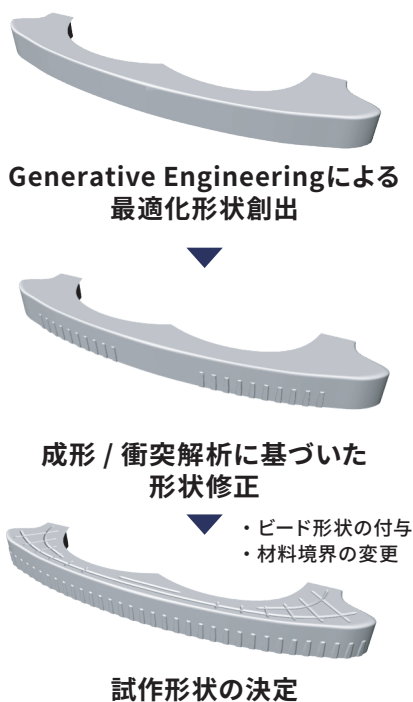 Generative Engineeringによる
最適化形状創出
成形 / 衝突解析に基づいた
形状修正
・ビード形状の付与
・材料境界の変更
試作形状の決定